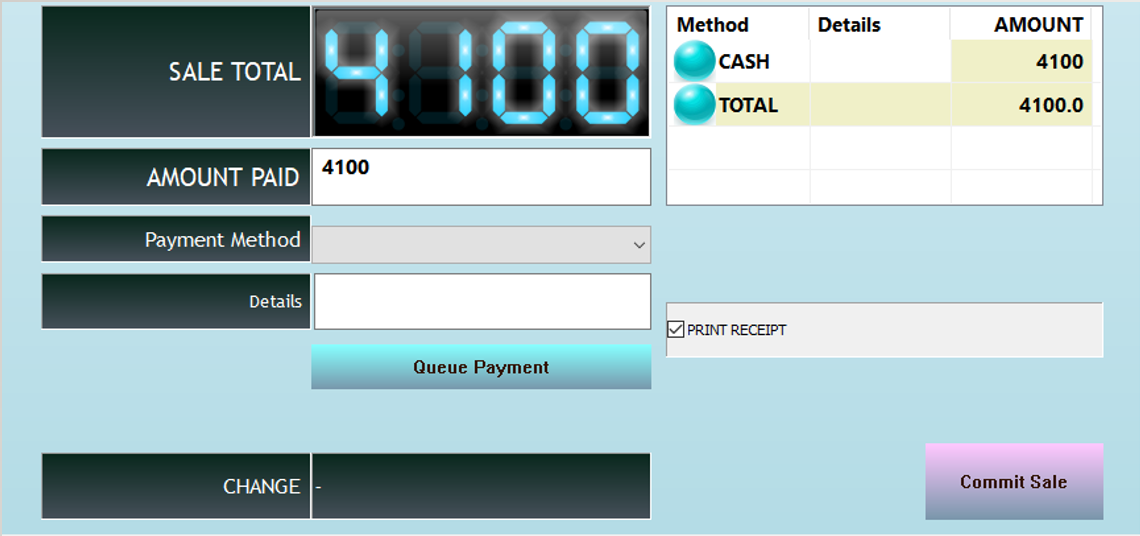 SALE TOTAL 4100
AMOUNT PAID 4100
Payment Method
Details
Queue Payment
CHANGE -
Method Details AMOUNT
CASH 4100
TOTAL 4100.0
PRINT RECEIPT
Commit Sale